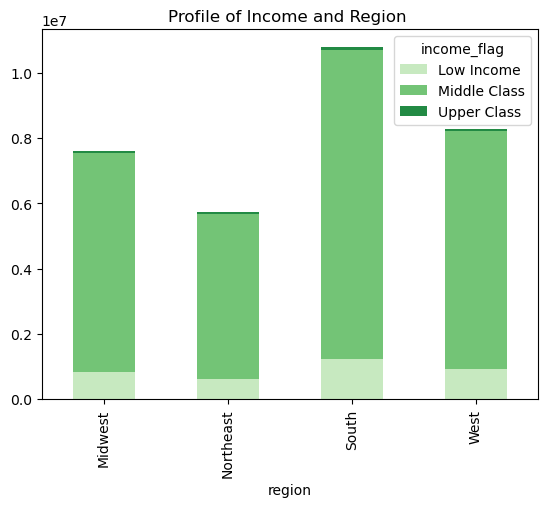 Profile of Income and Region
1e7
income_flag
Low Income
Middle Class
Upper Class
1.0
0.8
0.6
0.4
0.2
0.0
Midwest
Northeast
South
West
region